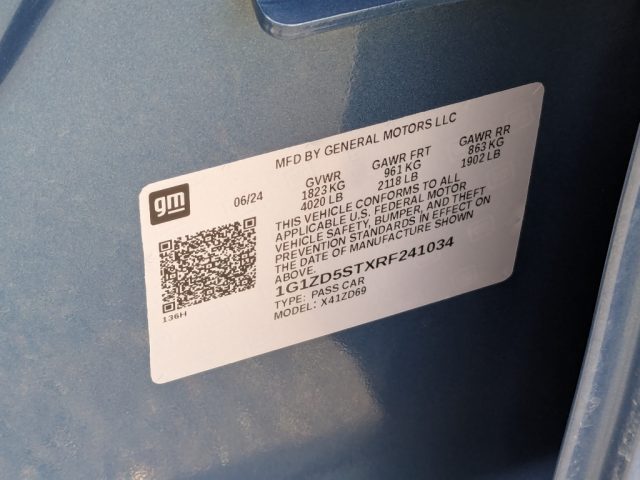 MFD BY GENERAL MOTORS LLC
gm
06/24
GVWR
1823 KG
4020 LB
GAWR FRT
961 KG
2118 LB
GAWR RR
863 KG
1902 LB
THIS VEHICLE CONFORMS TO ALL
APPLICABLE U.S. FEDERAL MOTOR
VEHICLE SAFETY, BUMPER, AND THEFT
PREVENTION STANDARDS IN EFFECT ON
THE DATE OF MANUFACTURE SHOWN
ABOVE.
1G1ZD5STXRF241034
TYPE: PASS CAR
MODEL: X41ZD69
136H